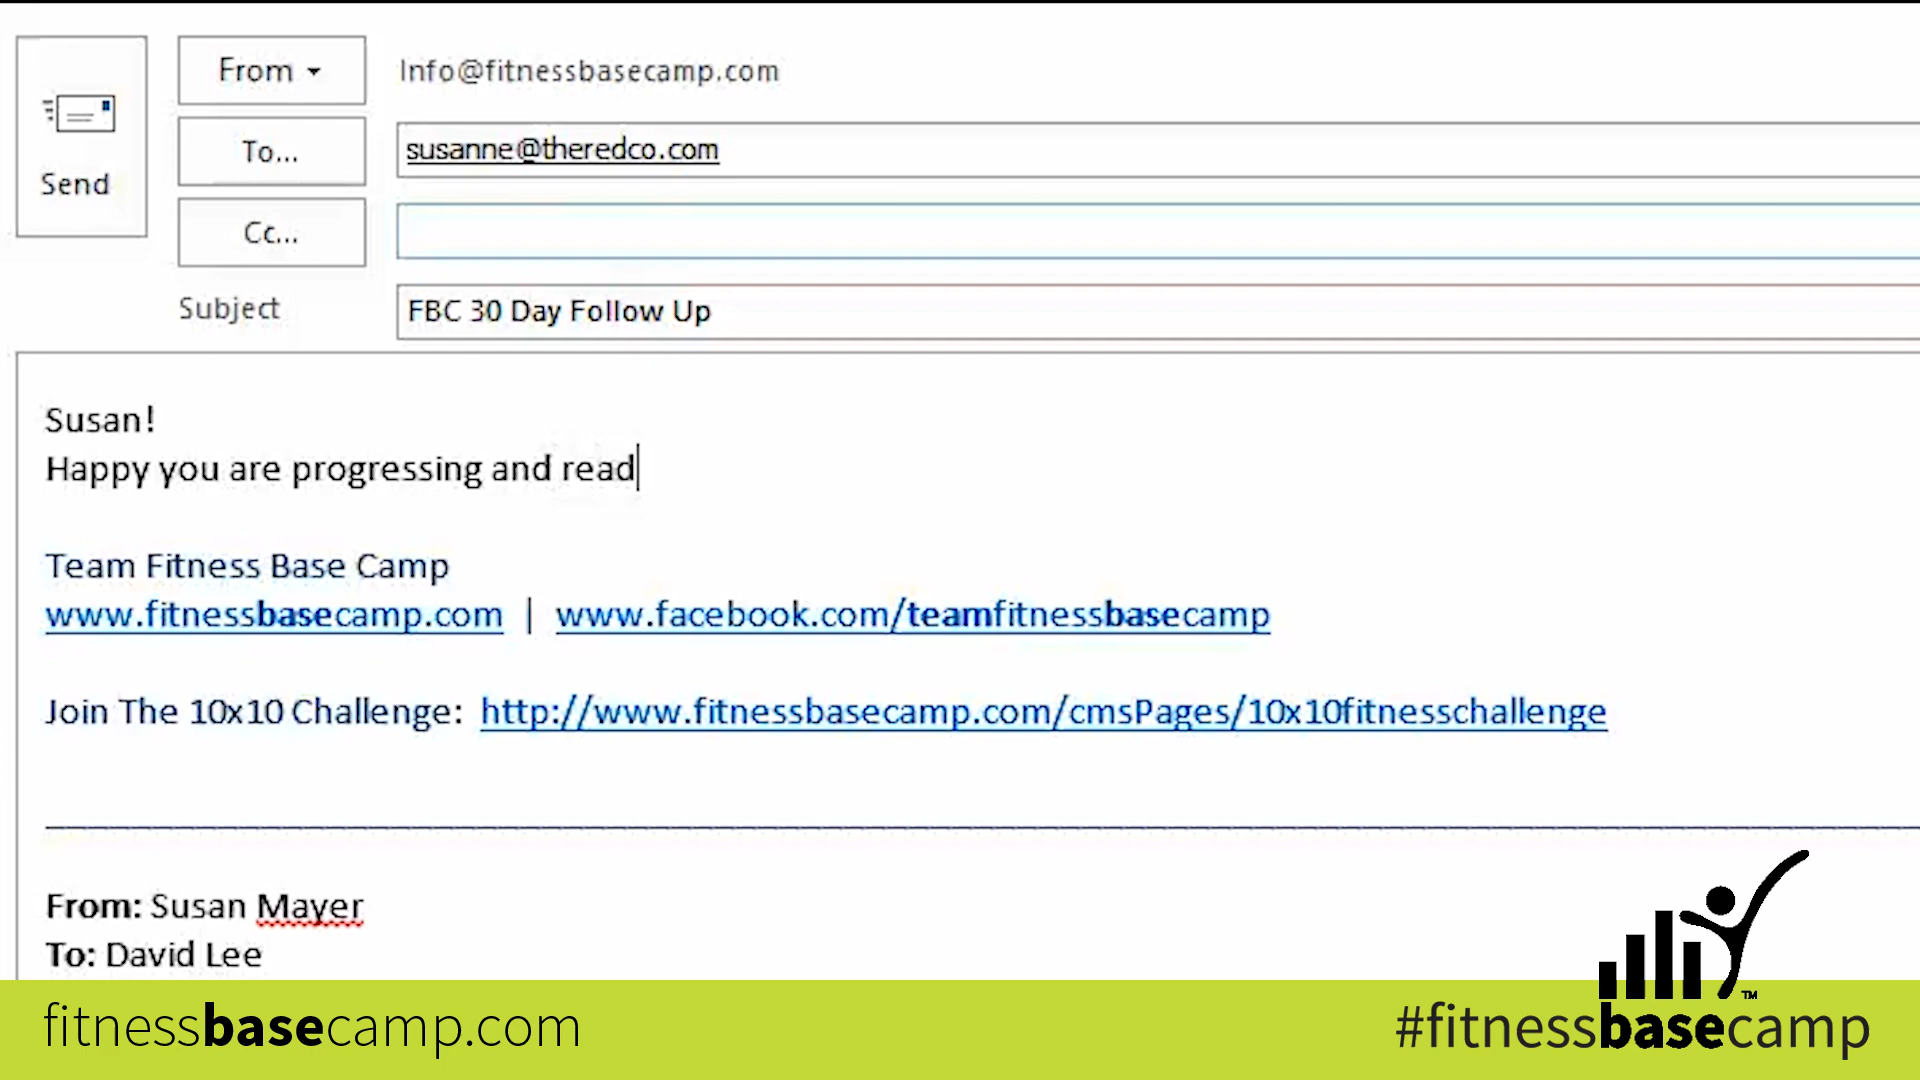 From
Info@fitnessbasecamp.com
To...
susanne@theredco.com
Send
Cc...
Subject
FBC 30 Day Follow Up
Susan!
Happy you are progressing and read
Team Fitness Base Camp
www.fitnessbasecamp.com | www.facebook.com/teamfitnessbasecamp
Join The 10x10 Challenge: http://www.fitnessbasecamp.com/cmsPages/10x10fitnesschallenge
From: Susan Mayer
To: David Lee
TM
fitnessbasecamp.com
#fitnessbasecamp